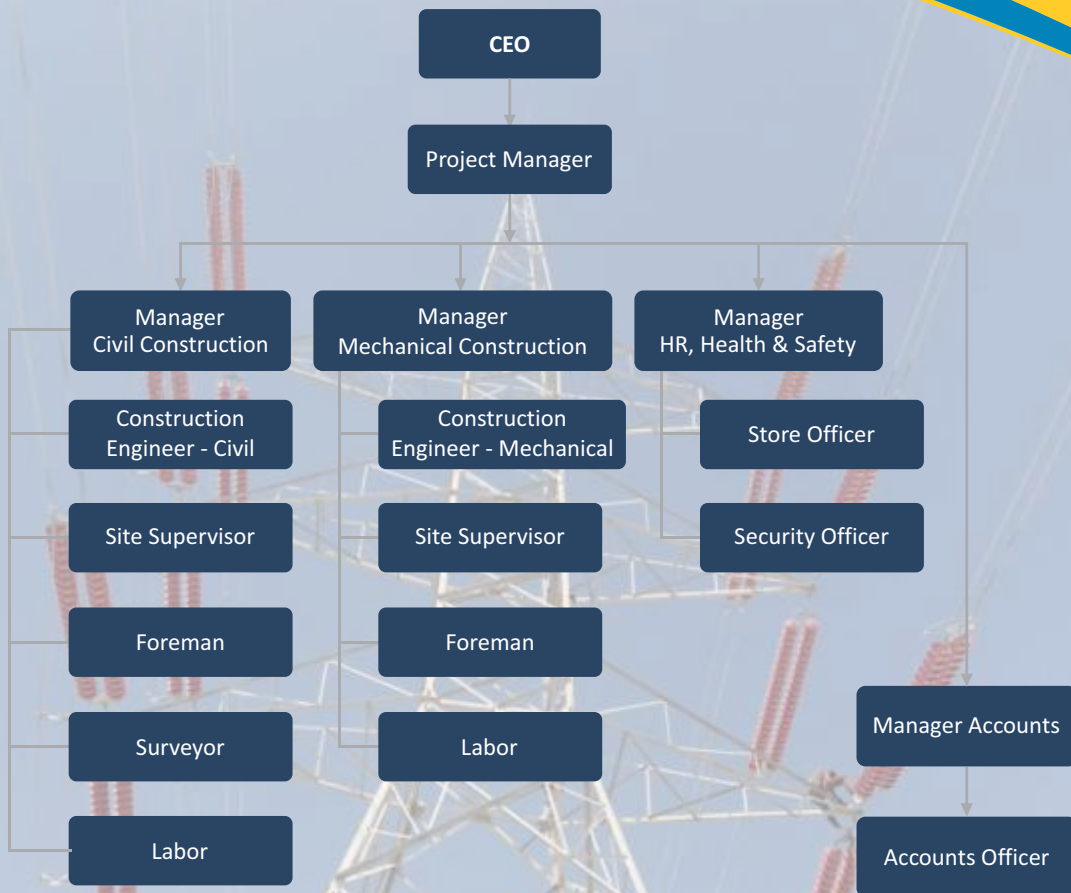 CEO
Project Manager
Manager
Civil Construction
Manager
Mechanical Construction
Manager
HR, Health & Safety
Construction
Engineer - Civil
Construction
Engineer - Mechanical
Store Officer
Site Supervisor
Site Supervisor
Security Officer
Foreman
Foreman
Surveyor
Labor
Manager Accounts
Labor
Accounts Officer